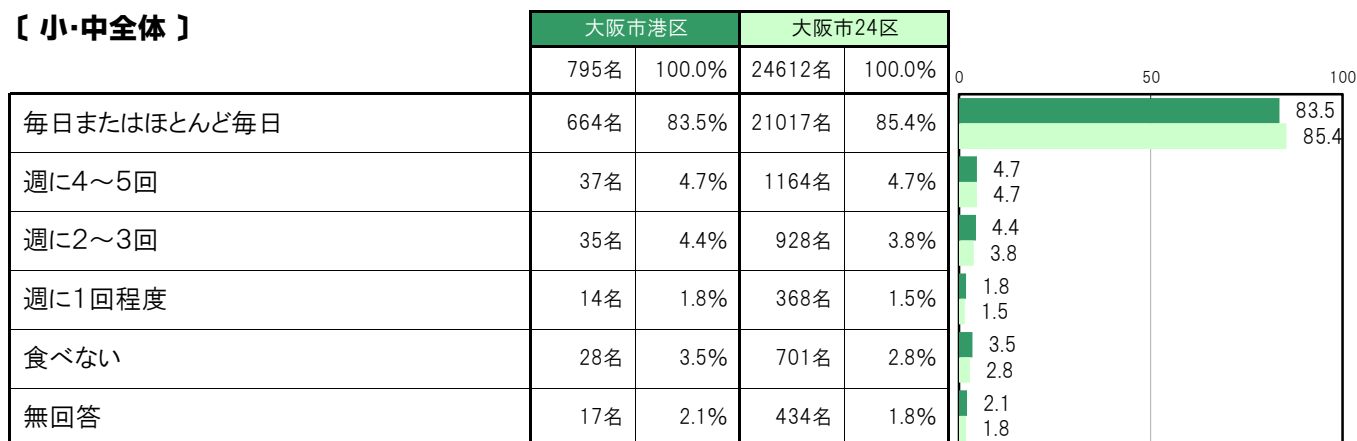 〔 小・中全体 〕
大阪市港区 大阪市24区
795名 100.0% 24612名 100.0%
0 50 100
毎日またはほとんど毎日 664名 83.5% 21017名 85.4%
83.5
85.4
週に4～5回 37名 4.7% 1164名 4.7%
4.7
4.7
週に2～3回 35名 4.4% 928名 3.8%
4.4
3.8
週に1回程度 14名 1.8% 368名 1.5%
1.8
1.5
食べない 28名 3.5% 701名 2.8%
3.5
2.8
無回答 17名 2.1% 434名 1.8%
2.1
1.8